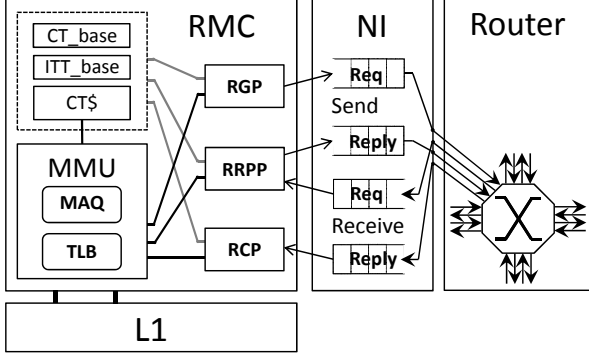 RMC
CT_base
ITT_base
CT$
MMU
MAQ
TLB
RGP
RRPP
RCP
L1
NI
Req
Send
Reply
Req
Receive
Reply
Router